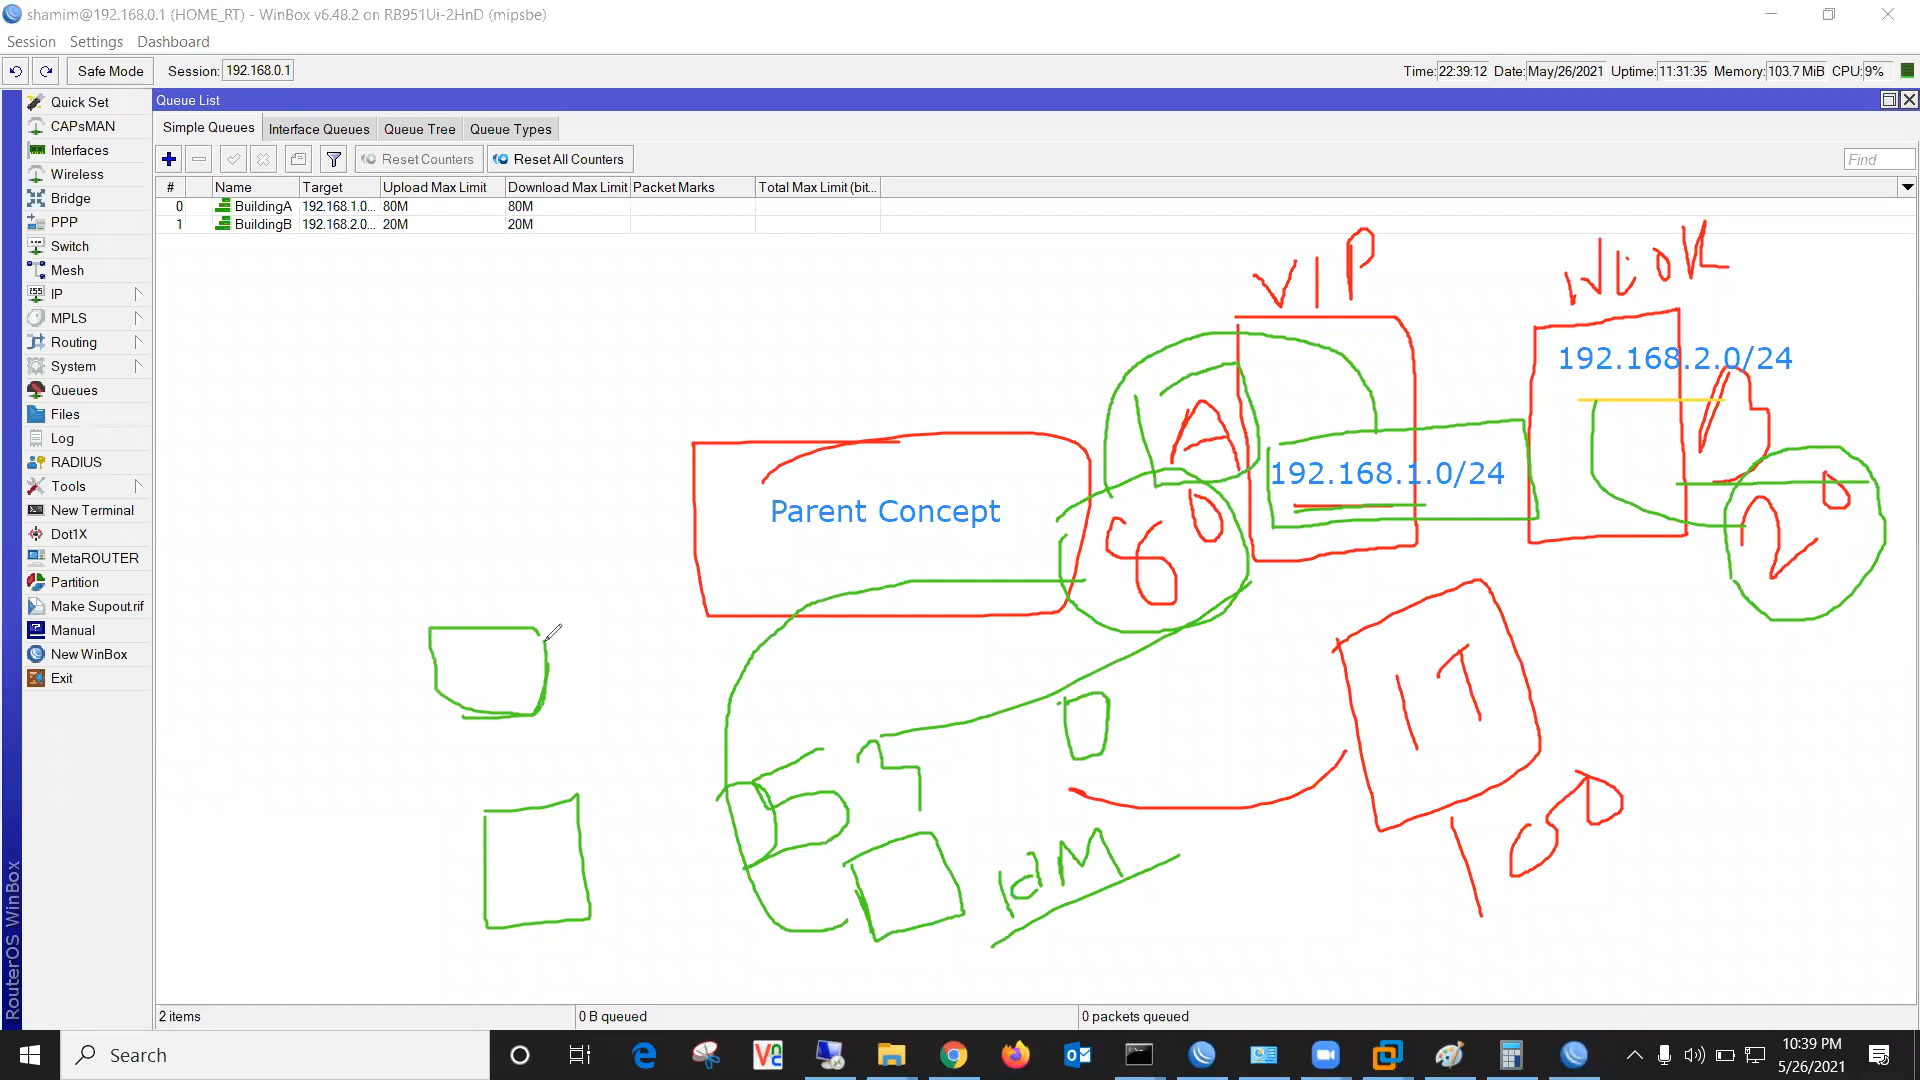 shamim@192.168.0.1 (HOME_RT) - WinBox v6.48.2 on RB951Ui-2HnD (mipsbe)
Session Settings Dashboard
Safe Mode Session: 192.168.0.1 Time: 22:39:12 Date: May/26/2021 Uptime: 11:31:35 Memory: 103.7 MiB CPU: 9%
Quick Set
CAPsMAN
Interfaces
Wireless
Bridge
PPP
Switch
Mesh
IP
MPLS
Routing
System
Queues
Files
Log
RADIUS
Tools
New Terminal
Dot1X
MetaROUTER
Partition
Make Supout.rif
Manual
New WinBox
Exit
RouterOS WinBox
Queue List
Simple Queues Interface Queues Queue Tree Queue Types
Reset Counters Reset All Counters Find
# Name Target Upload Max Limit Download Max Limit Packet Marks Total Max Limit (bit...
0 BuildingA 192.168.1.0... 80M 80M
1 BuildingB 192.168.2.0... 20M 20M
VIP
192.168.2.0/24
A
192.168.1.0/24
Parent Concept
80
20
IT
100
50
10M
2 items 0 B queued 0 packets queued
Search
10:39 PM
5/26/2021